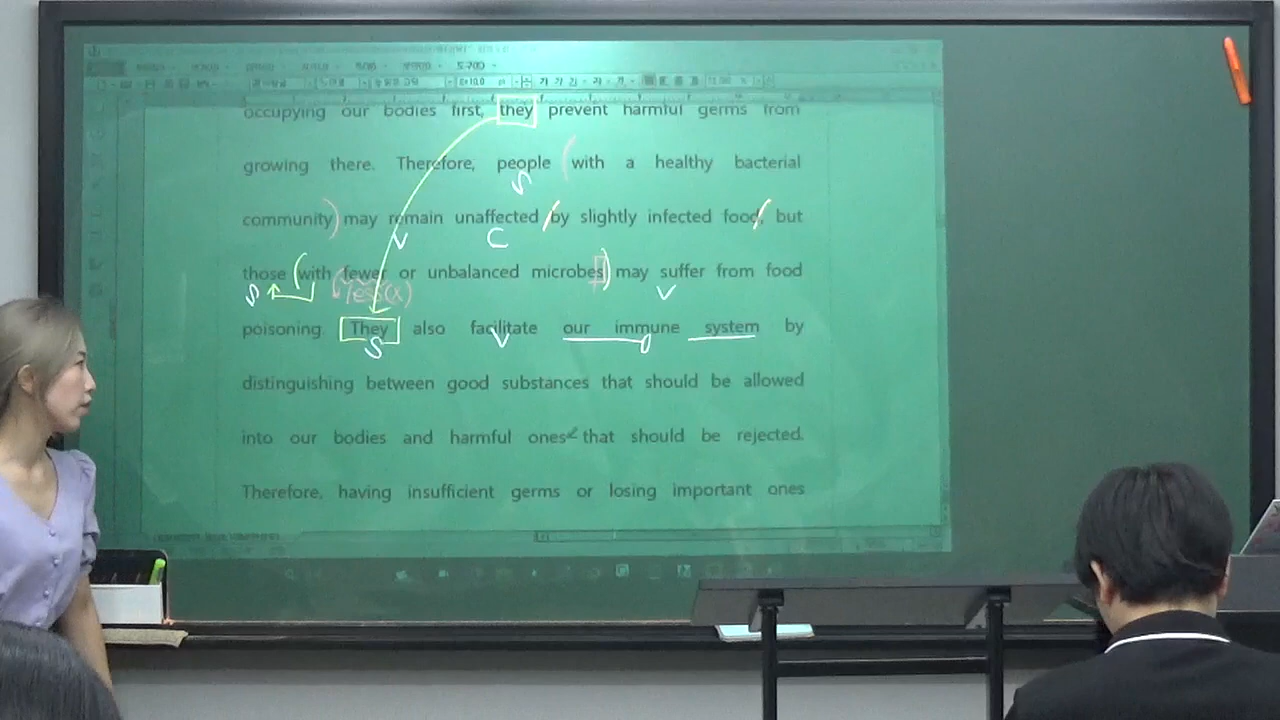 occupying our bodies first, they prevent harmful germs from
growing there. Therefore, people (with a healthy bacterial
S
community) may remain unaffected / by slightly infected food, / but
V C
those (with fewer or unbalanced microbes) may suffer from food
S less(x) V
poisoning. They also facilitate our immune system by
S V O
distinguishing between good substances that should be allowed
into our bodies and harmful ones that should be rejected.
Therefore, having insufficient germs or losing important ones